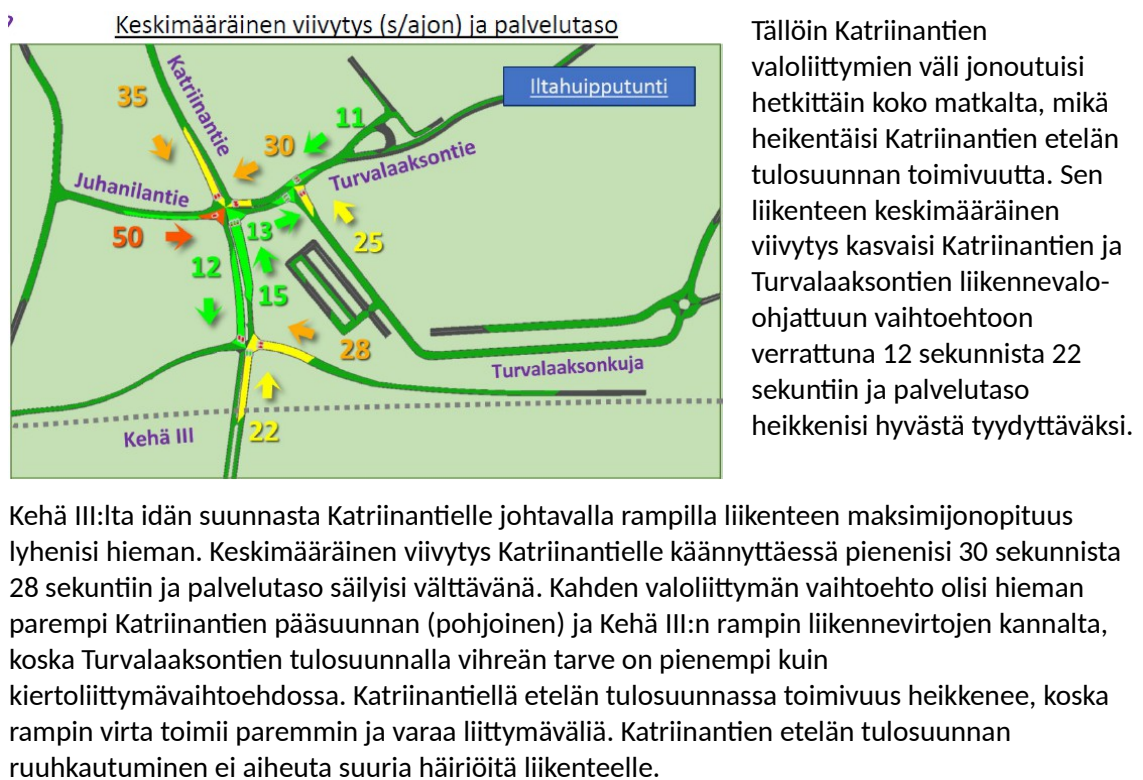 Keskimääräinen viivytys (s/ajon) ja palvelutaso
Iltahuipputunti
Katriinantie
35
30
11
Turvalaaksontie
Juhanilantie
50
13
25
12
15
28
Turvalaaksonkuja
Kehä III
22
Tällöin Katriinantien
valoliittymien väli jonoutuisi
hetkittäin koko matkalta, mikä
heikentäisi Katriinantien etelän
tulosuunnan toimivuutta. Sen
liikenteen keskimääräinen
viivytys kasvaisi Katriinantien ja
Turvalaaksontien liikennevalo-
ohjattuun vaihtoehtoon
verrattuna 12 sekunnista 22
sekuntiin ja palvelutaso
heikkenisi hyvästä tyydyttäväksi.
Kehä III:lta idän suunnasta Katriinantielle johtavalla rampilla liikenteen maksimijonopituus
lyhenisi hieman. Keskimääräinen viivytys Katriinantielle käännyttäessä pienenisi 30 sekunnista
28 sekuntiin ja palvelutaso säilyisi välttävänä. Kahden valoliittymän vaihtoehto olisi hieman
parempi Katriinantien pääsuunnan (pohjoinen) ja Kehä III:n rampin liikennevirtojen kannalta,
koska Turvalaaksontien tulosuunnalla vihreän tarve on pienempi kuin
kiertoliittymävaihtoehdossa. Katriinantiellä etelän tulosuunnassa toimivuus heikkenee, koska
rampin virta toimii paremmin ja varaa liittymäväliä. Katriinantien etelän tulosuunnan
ruuhkautuminen ei aiheuta suuria häiriöitä liikenteelle.